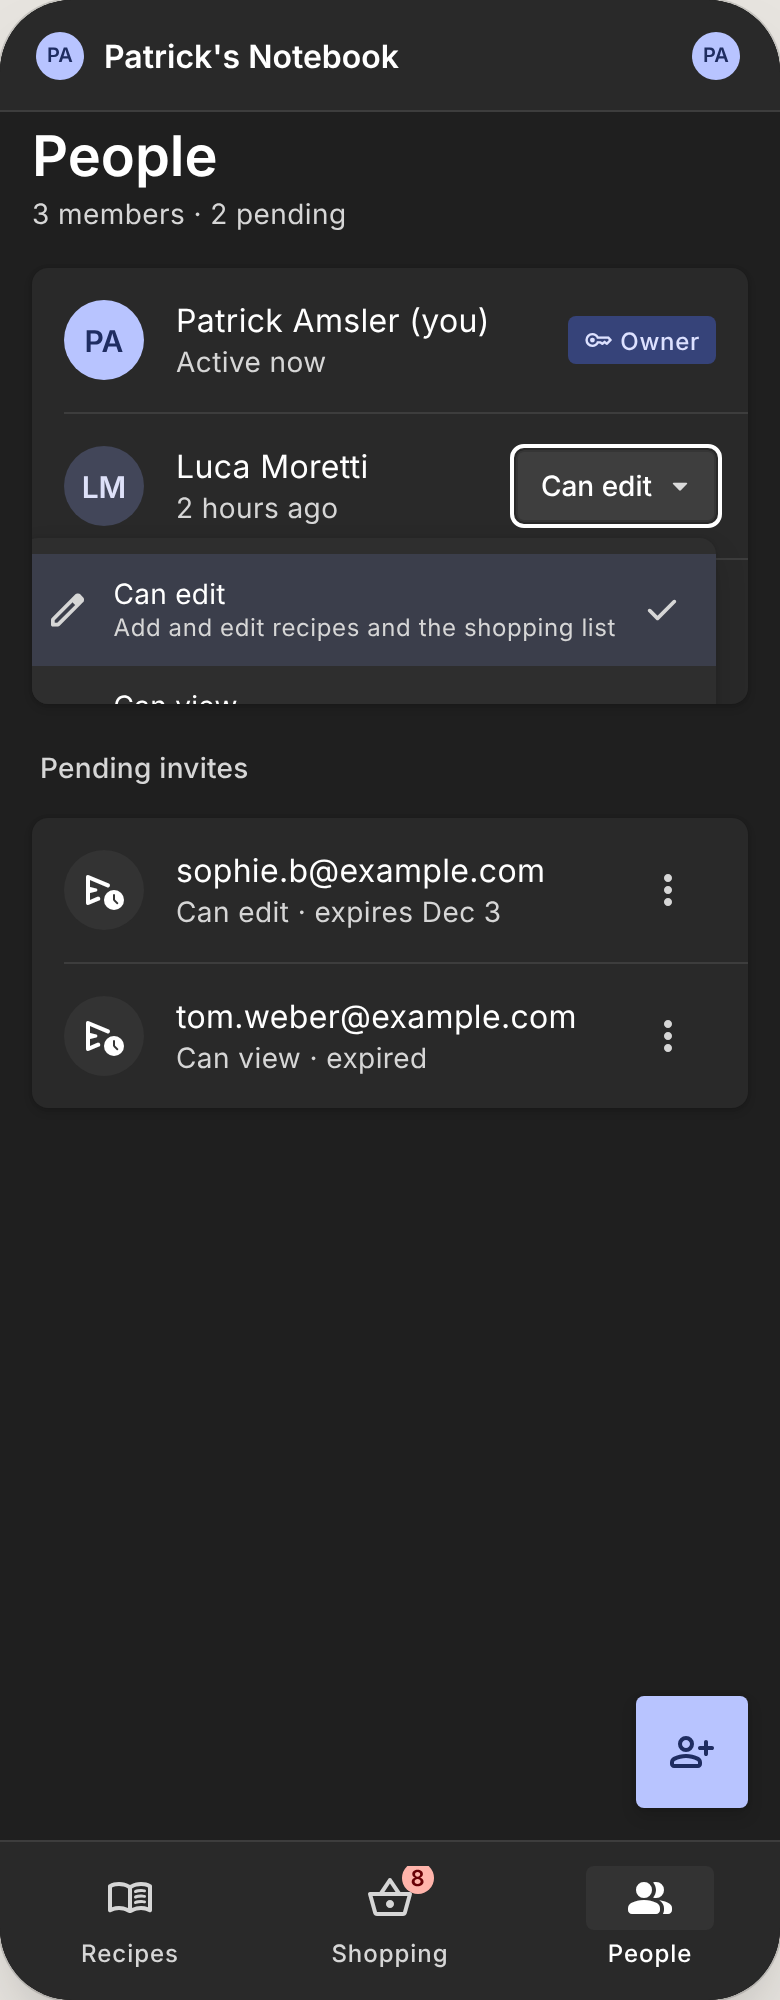 PA Patrick's Notebook PA
People
3 members · 2 pending
PA Patrick Amsler (you) Owner
Active now
LM Luca Moretti Can edit
2 hours ago
Can edit
Add and edit recipes and the shopping list
Can view
Pending invites
sophie.b@example.com
Can edit · expires Dec 3
tom.weber@example.com
Can view · expired
8
Recipes Shopping People